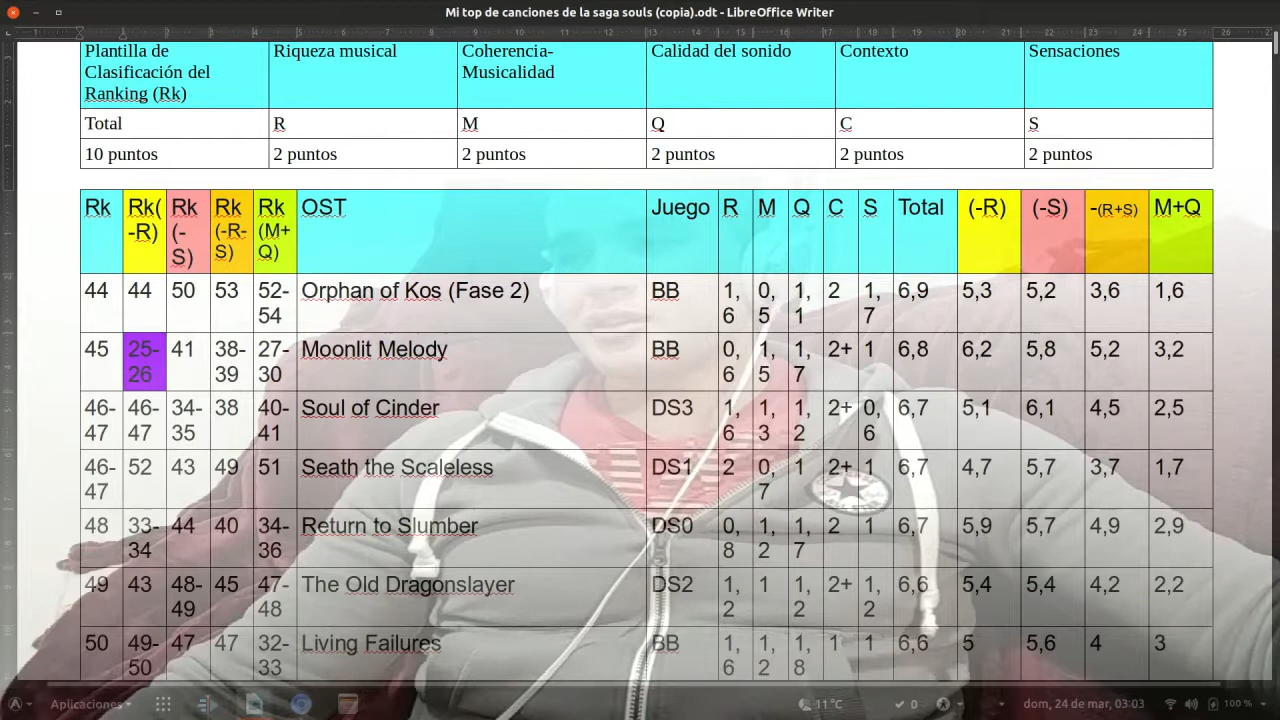 Mi top de canciones de la saga souls (copia).odt - LibreOffice Writer
Plantilla de Clasificación del Ranking (Rk) Riqueza musical Coherencia-Musicalidad Calidad del sonido Contexto Sensaciones
Total R M Q C S
10 puntos 2 puntos 2 puntos 2 puntos 2 puntos 2 puntos
Rk Rk(-R) Rk (-S) Rk (-R-S) Rk (M+Q) OST Juego R M Q C S Total (-R) (-S) -(R+S) M+Q
44 44 50 53 52-54 Orphan of Kos (Fase 2) BB 1,6 0,5 1,1 2 1,7 6,9 5,3 5,2 3,6 1,6
45 25-26 41 38-39 27-30 Moonlit Melody BB 0,6 1,5 1,7 2+ 1 6,8 6,2 5,8 5,2 3,2
46-47 46-47 34-35 38 40-41 Soul of Cinder DS3 1,6 1,3 1,2 2+ 0,6 6,7 5,1 6,1 4,5 2,5
46-47 52 43 49 51 Seath the Scaleless DS1 2 0,7 1 2+ 1 6,7 4,7 5,7 3,7 1,7
48 33-34 44 40 34-36 Return to Slumber DS0 0,8 1,2 1,7 2 1 6,7 5,9 5,7 4,9 2,9
49 43 48-49 45 47-48 The Old Dragonslayer DS2 1,2 1 1,2 2+ 1,2 6,6 5,4 5,4 4,2 2,2
50 49-50 47 47 32-33 Living Failures BB 1,6 1,2 1,8 1 1 6,6 5 5,6 4 3
Aplicaciones 11°C 0 dom, 24 de mar, 03:03 100 %